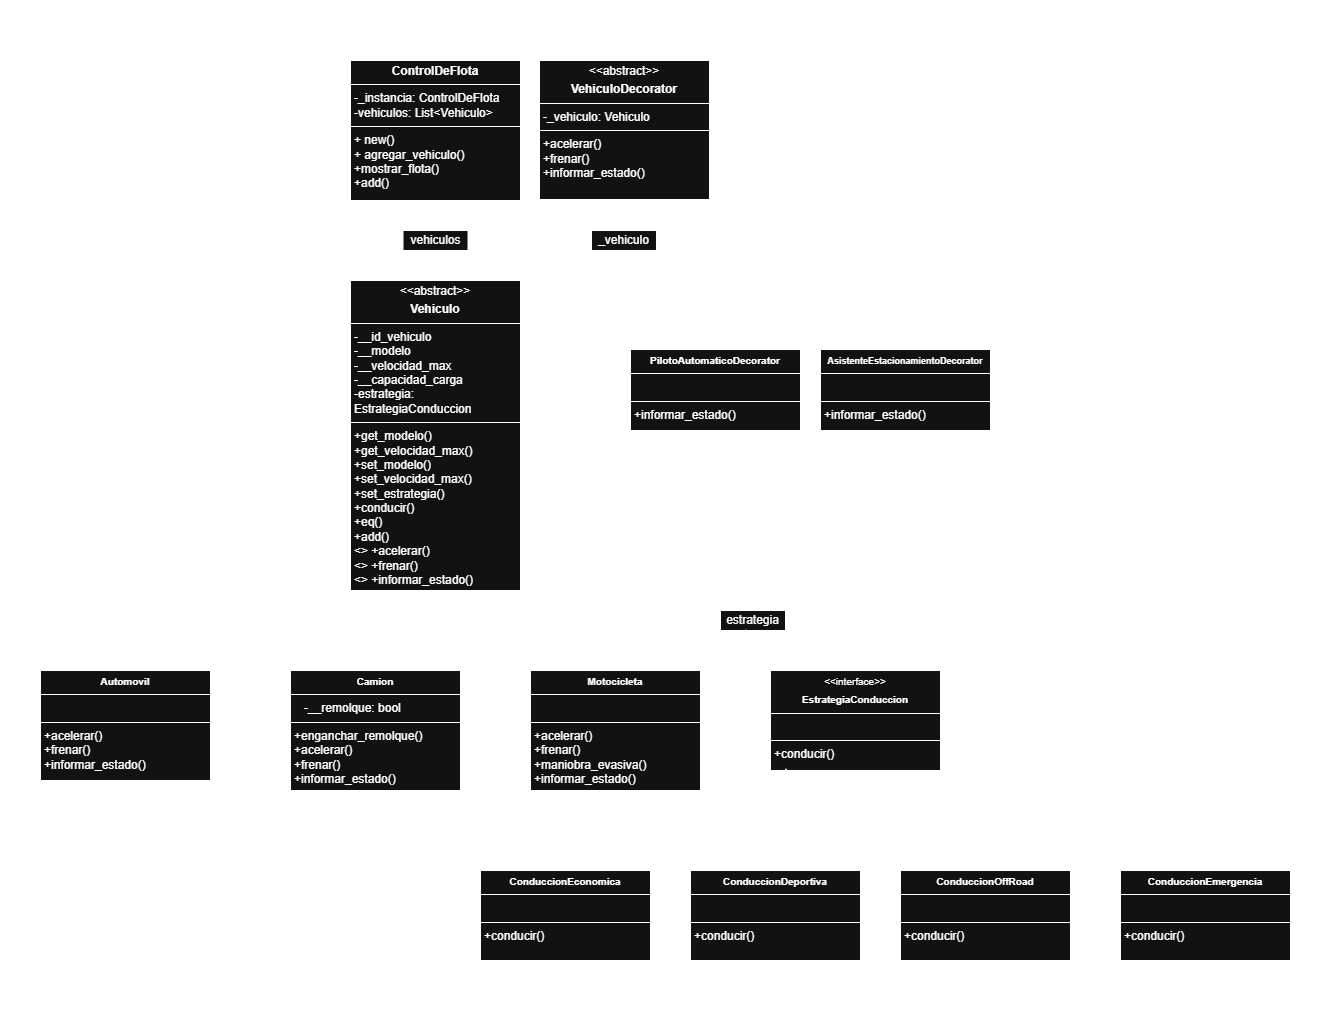 ControlDeFlota
-_instancia: ControlDeFlota
-vehiculos: List<Vehiculo>
+ new()
+ agregar_vehiculo()
+mostrar_flota()
+add()
<<abstract>>
VehiculoDecorator
-_vehiculo: Vehiculo
+acelerar()
+frenar()
+informar_estado()
vehiculos
_vehiculo
<<abstract>>
Vehiculo
-__id_vehiculo
-__modelo
-__velocidad_max
-__capacidad_carga
-estrategia:
EstrategiaConduccion
+get_modelo()
+get_velocidad_max()
+set_modelo()
+set_velocidad_max()
+set_estrategia()
+conducir()
+eq()
+add()
<> +acelerar()
<> +frenar()
<> +informar_estado()
PilotoAutomaticoDecorator
+informar_estado()
AsistenteEstacionamientoDecorator
+informar_estado()
estrategia
Automovil
+acelerar()
+frenar()
+informar_estado()
Camion
-__remolque: bool
+enganchar_remolque()
+acelerar()
+frenar()
+informar_estado()
Motocicleta
+acelerar()
+frenar()
+maniobra_evasiva()
+informar_estado()
<<interface>>
EstrategiaConduccion
+conducir()
ConduccionEconomica
+conducir()
ConduccionDeportiva
+conducir()
ConduccionOffRoad
+conducir()
ConduccionEmergencia
+conducir()